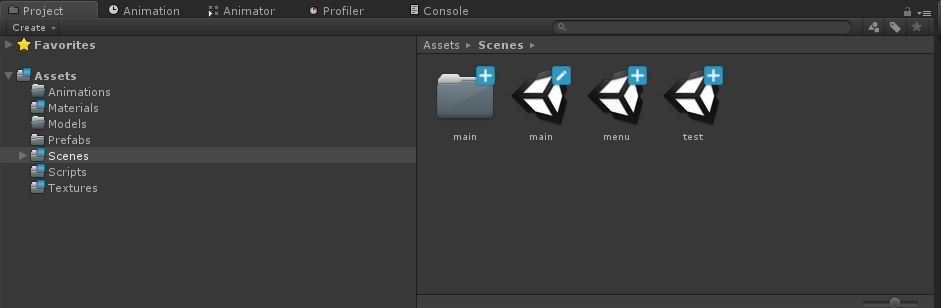 Project Animation Animator Profiler Console
Create
Favorites
Assets
Animations
Materials
Models
Prefabs
Scenes
Scripts
Textures
Assets Scenes
main main menu test